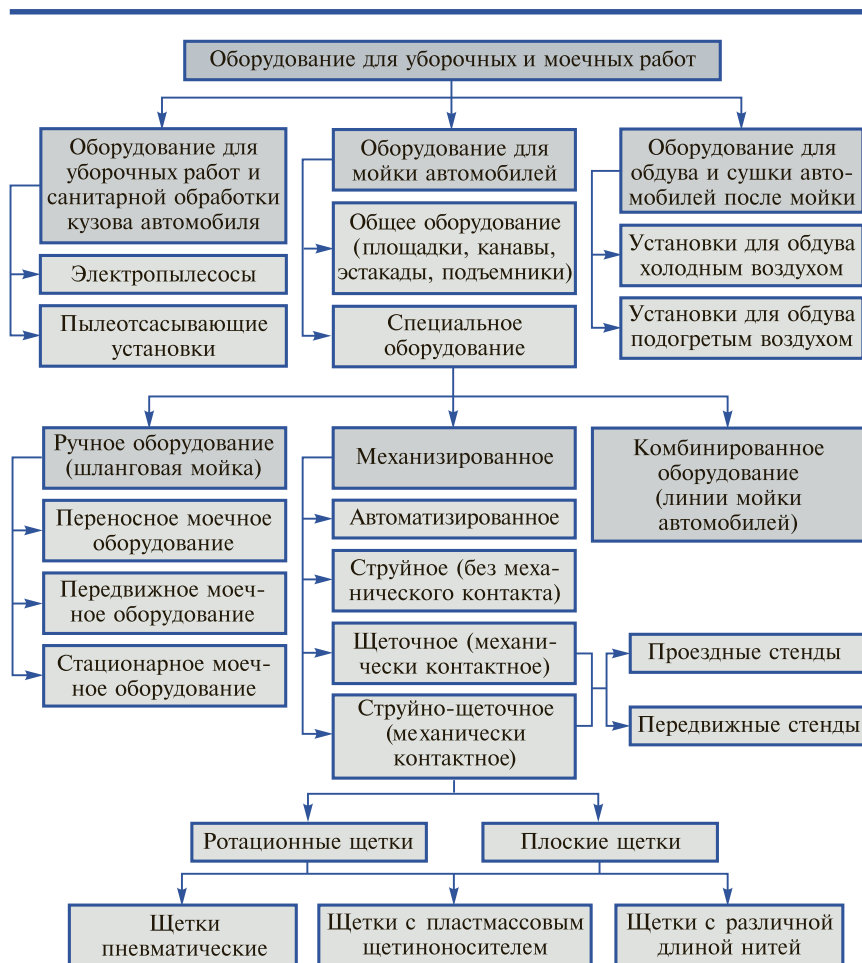 Оборудование для уборочных и моечных работ
Оборудование для
уборочных работ и
санитарной обработки
кузова автомобиля
Электропылесосы
Пылеотсасывающие
установки
Оборудование для
мойки автомобилей
Общее оборудование
(площадки, канавы,
эстакады, подъемники)
Специальное
оборудование
Оборудование для
обдува и сушки авто-
мобилей после мойки
Установки для обдува
холодным воздухом
Установки для обдува
подогретым воздухом
Ручное оборудование
(шланговая мойка)
Переносное моечное
оборудование
Передвижное моеч-
ное оборудование
Стационарное моеч-
ное оборудование
Механизированное
Автоматизированное
Струйное (без меха-
нического контакта)
Щеточное (механи-
чески контактное)
Струйно-щеточное
(механически
контактное)
Комбинированное
оборудование
(линии мойки
автомобилей)
Проездные стенды
Передвижные стенды
Ротационные щетки
Плоские щетки
Щетки
пневматические
Щетки с пластмассовым
щетиноносителем
Щетки с различной
длиной нитей